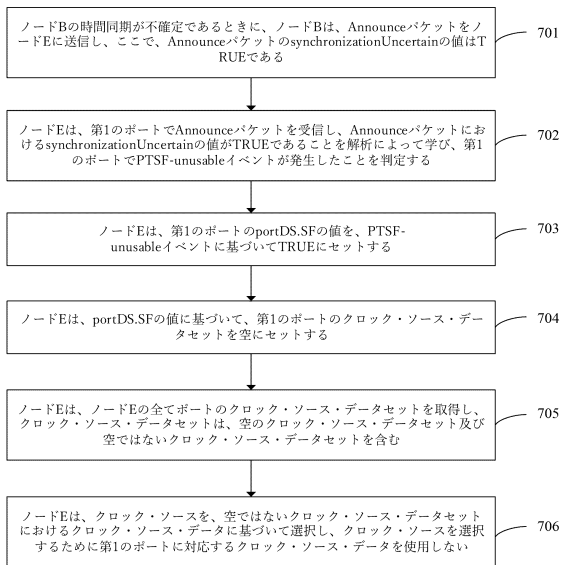 ノードBの時間同期が不確定であるときに、ノードBは、Announceパケットをノ
ードEに送信し、ここで、AnnounceパケットのsynchronizationUncertainの値はT
RUEである
701
ノードEは、第1のポートでAnnounceパケットを受信し、Announceパケットにお
けるsynchronizationUncertainの値がTRUEであることを解析によって学び、第1
のポートでPTSF-unusableイベントが発生したことを判定する
702
ノードEは、第1のポートのportDS.SFの値を、PTSF-
unusableイベントに基づいてTRUEにセットする
703
ノードEは、portDS.SFの値に基づいて、第1のポートのクロック・ソース・デー
タセットを空にセットする
704
ノードEは、ノードEの全てポートのクロック・ソース・データセットを取得し、
クロック・ソース・データセットは、空のクロック・ソース・データセット及び
空ではないクロック・ソース・データセットを含む
705
ノードEは、クロック・ソースを、空ではないクロック・ソース・データセット
におけるクロック・ソース・データに基づいて選択し、クロック・ソースを選択
するために第1のポートに対応するクロック・ソース・データを使用しない
706